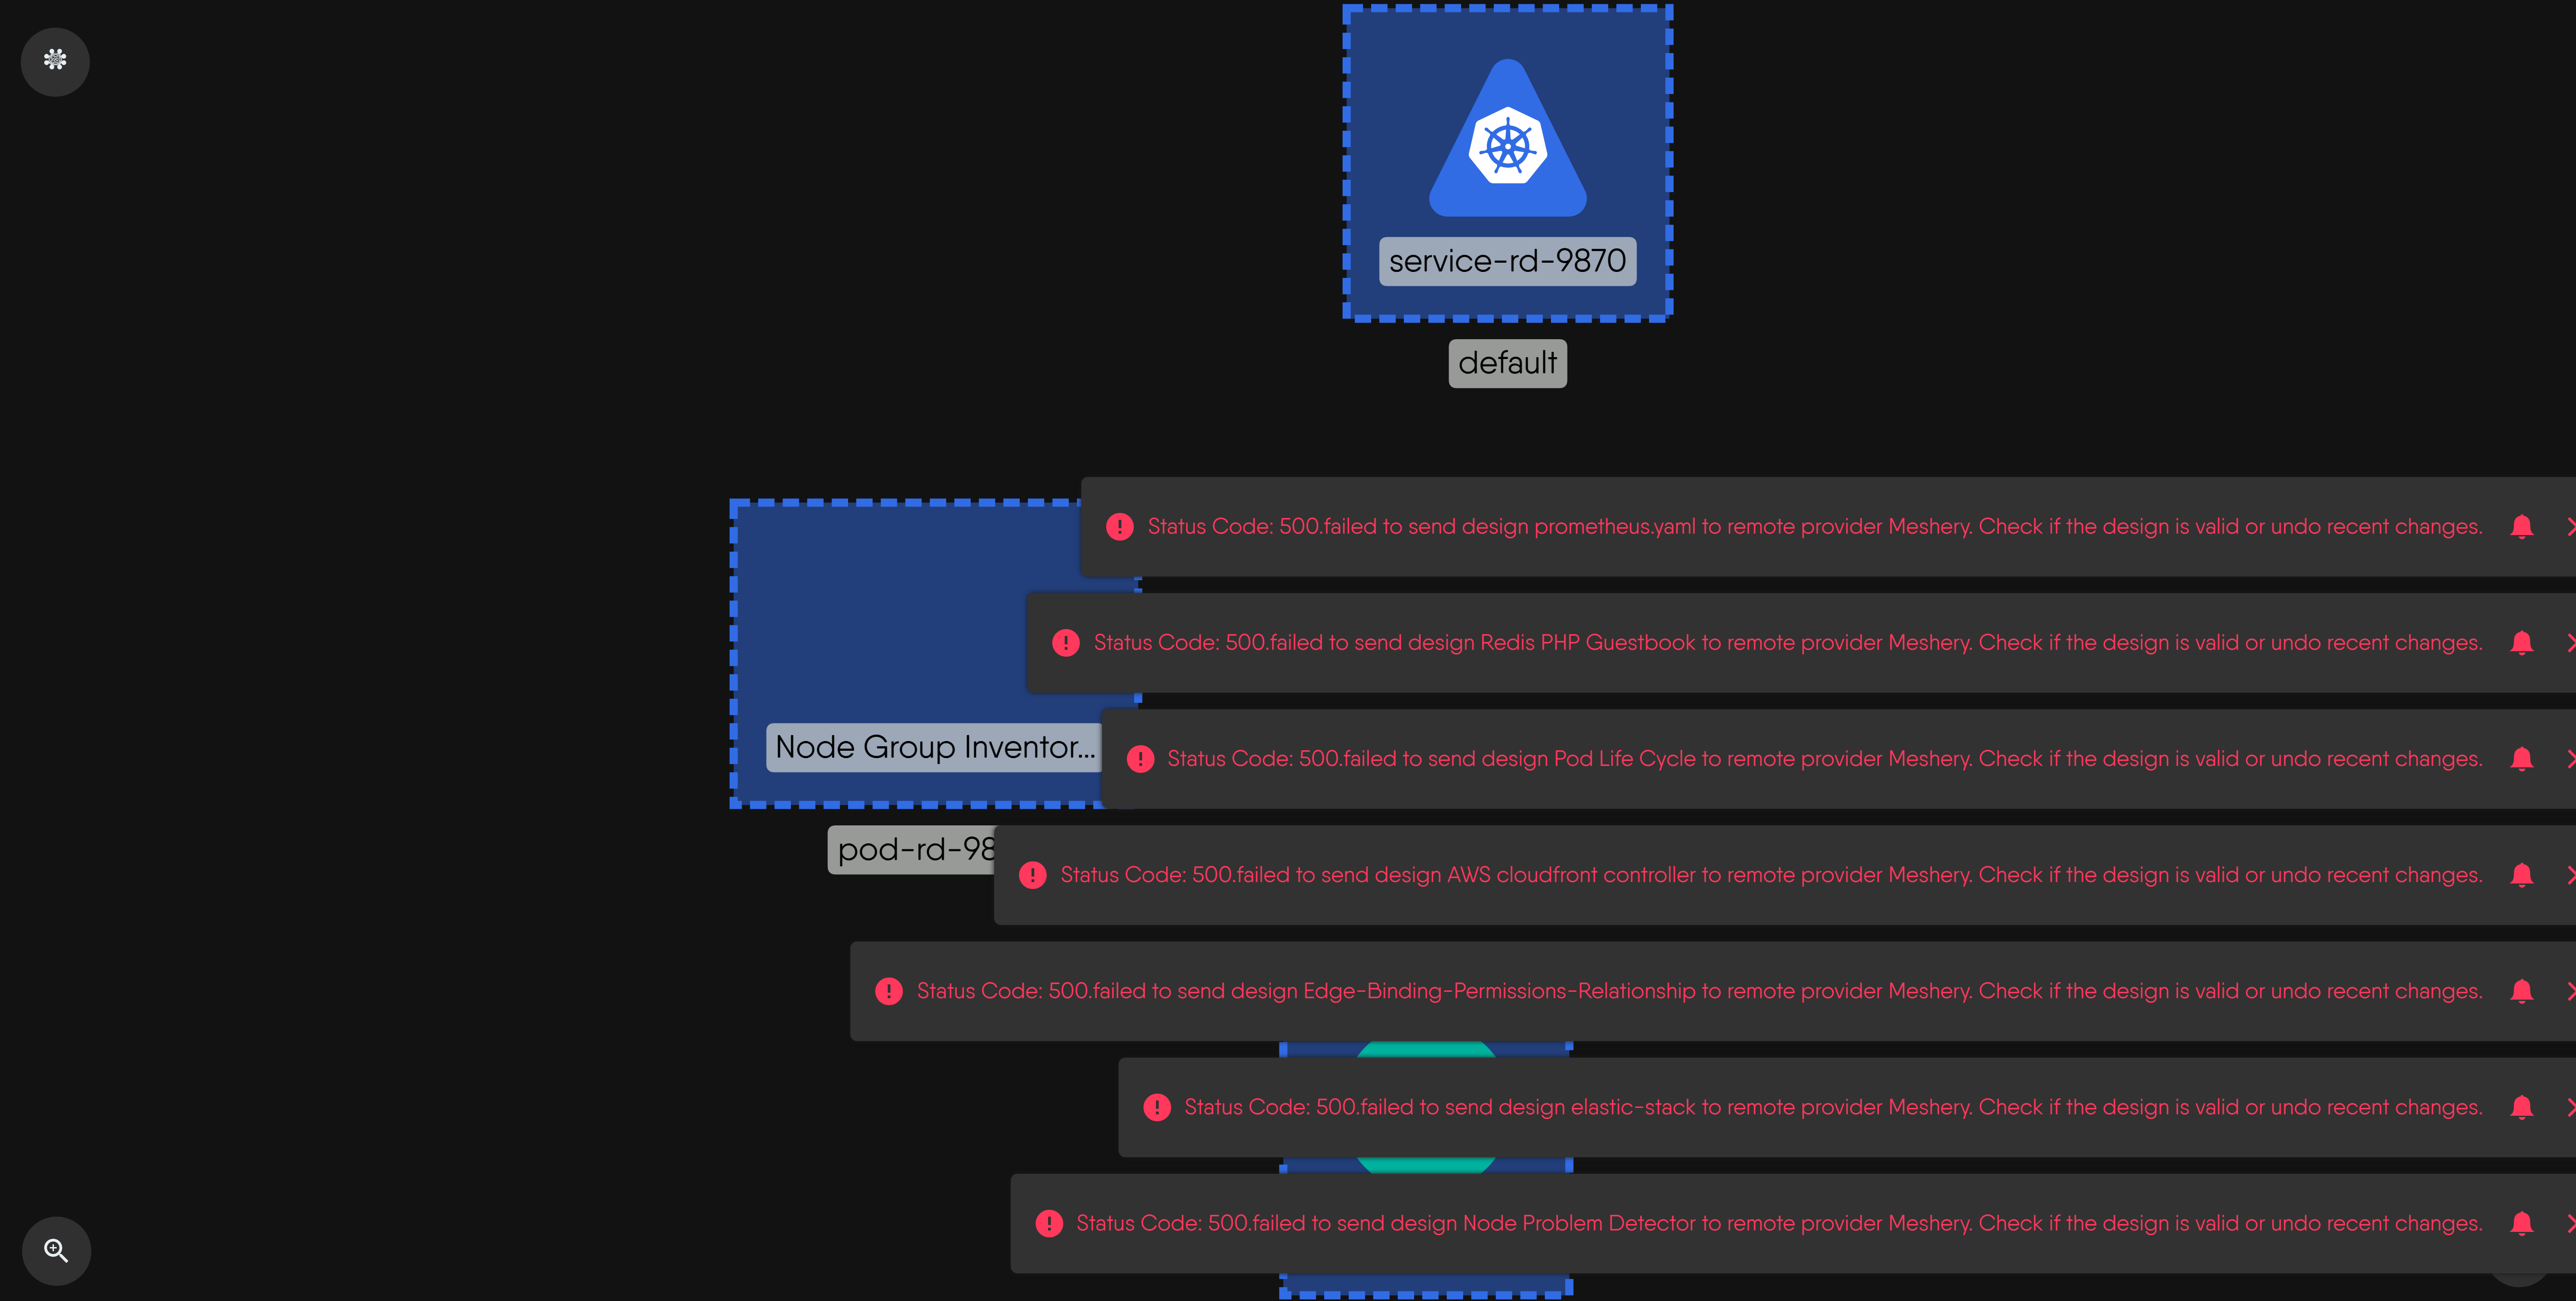 service-rd-9870
default
Status Code: 500.failed to send design prometheus.yaml to remote provider Meshery. Check if the design is valid or undo recent changes.
Status Code: 500.failed to send design Redis PHP Guestbook to remote provider Meshery. Check if the design is valid or undo recent changes.
Node Group Inventor...
Status Code: 500.failed to send design Pod Life Cycle to remote provider Meshery. Check if the design is valid or undo recent changes.
pod-rd-98
Status Code: 500.failed to send design AWS cloudfront controller to remote provider Meshery. Check if the design is valid or undo recent changes.
Status Code: 500.failed to send design Edge-Binding-Permissions-Relationship to remote provider Meshery. Check if the design is valid or undo recent changes.
Status Code: 500.failed to send design elastic-stack to remote provider Meshery. Check if the design is valid or undo recent changes.
Status Code: 500.failed to send design Node Problem Detector to remote provider Meshery. Check if the design is valid or undo recent changes.